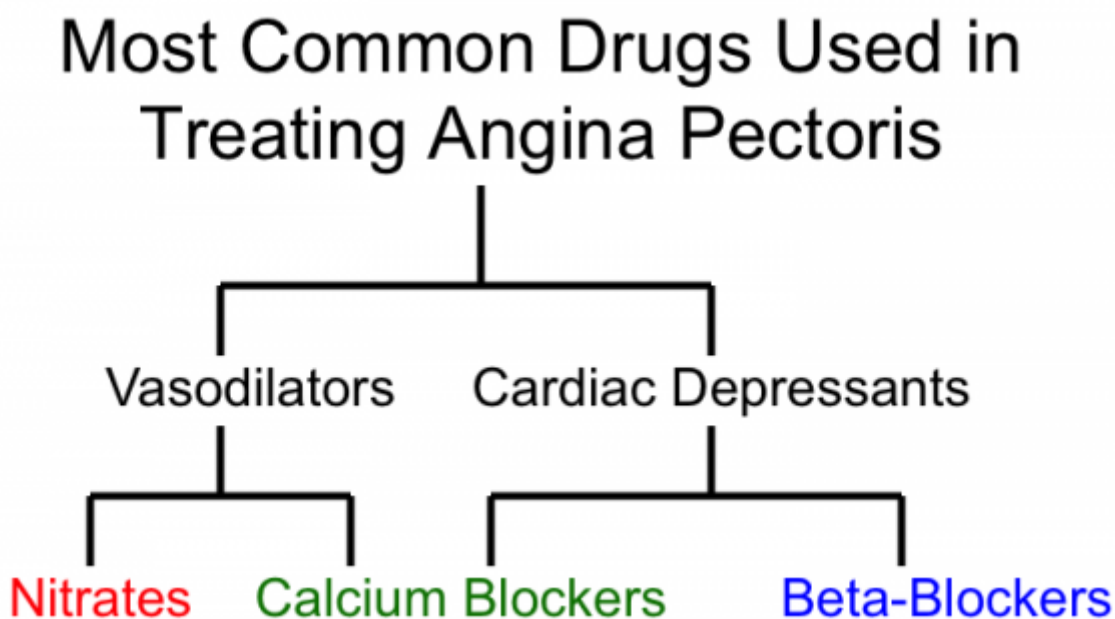 Most Common Drugs Used in
Treating Angina Pectoris
Vasodilators
Cardiac Depressants
Nitrates
Calcium Blockers
Beta-Blockers